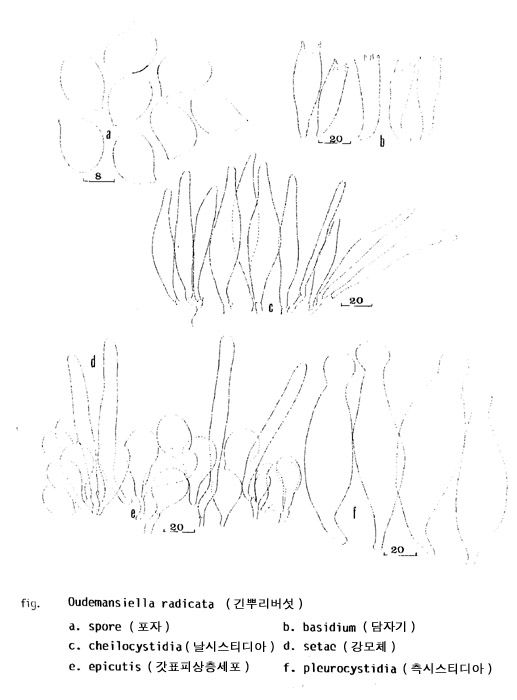 a
8
20
b
c
20
d
e
20
f
20
fig. Oudemansiella radicata (긴뿌리버섯)
a. spore (포자) b. basidium (담자기)
c. cheilocystidia (날시스티디아) d. setae (강모체)
e. epicutis (갓표피상층세포) f. pleurocystidia (측시스티디아)